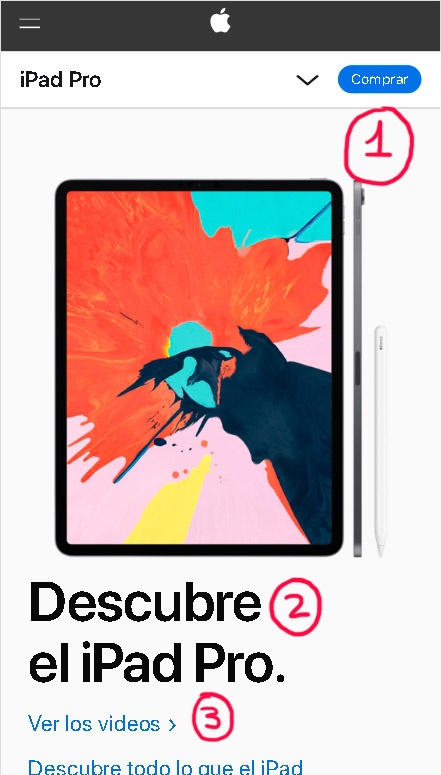 iPad Pro
Comprar
1
Descubre 2
el iPad Pro.
Ver los videos > 3
Descubre todo lo que el iPad